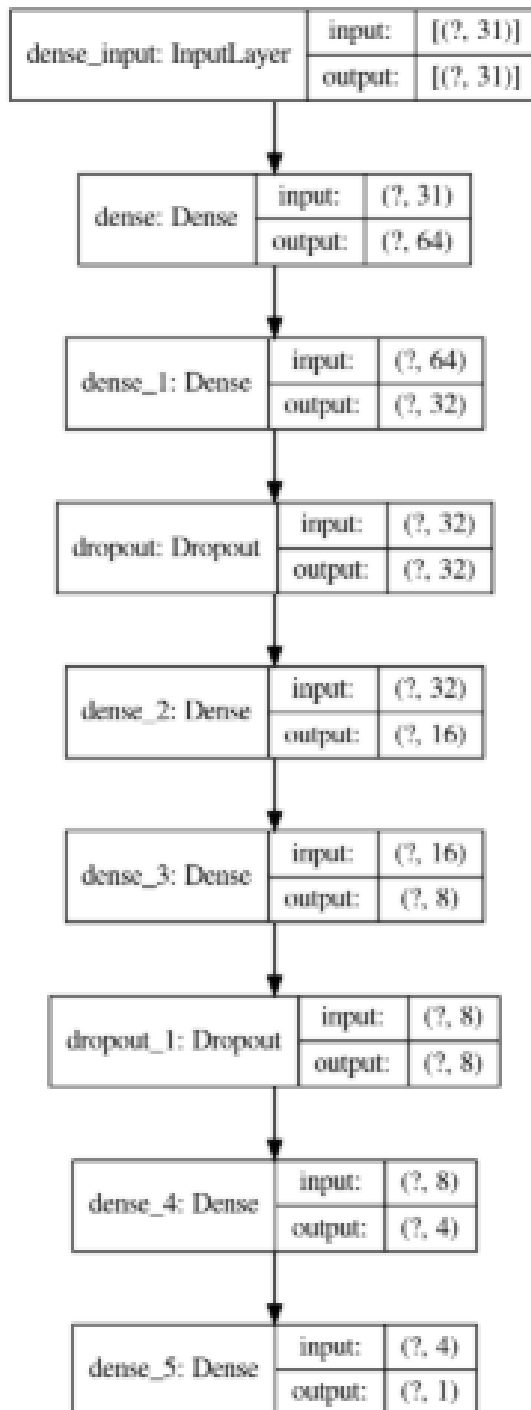 dense_input: InputLayer
input: [(?, 31)]
output: [(?, 31)]
dense: Dense
input: (?, 31)
output: (?, 64)
dense_1: Dense
input: (?, 64)
output: (?, 32)
dropout: Dropout
input: (?, 32)
output: (?, 32)
dense_2: Dense
input: (?, 32)
output: (?, 16)
dense_3: Dense
input: (?, 16)
output: (?, 8)
dropout_1: Dropout
input: (?, 8)
output: (?, 8)
dense_4: Dense
input: (?, 8)
output: (?, 4)
dense_5: Dense
input: (?, 4)
output: (?, 1)